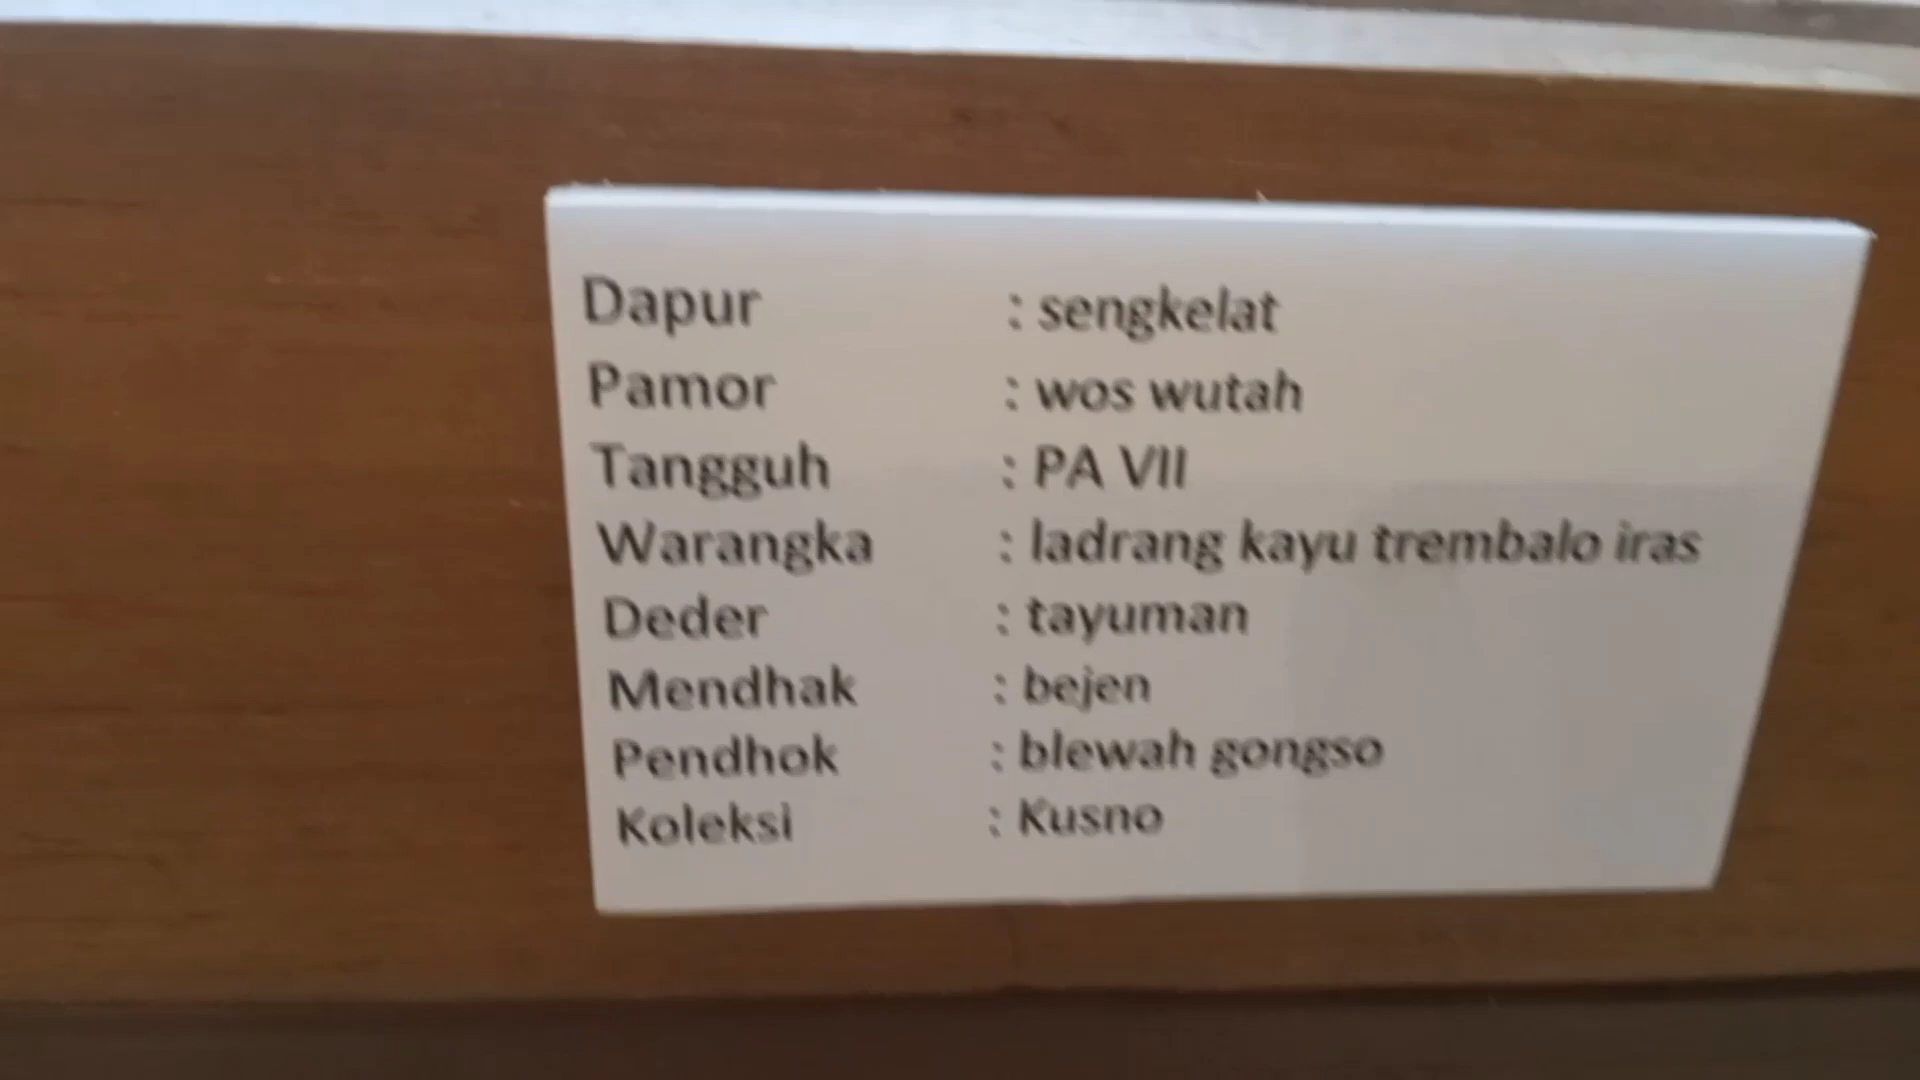 Dapur : sengkelat
Pamor : wos wutah
Tangguh : PA VII
Warangka : ladrang kayu trembalo iras
Deder : tayuman
Mendhak : bejen
Pendhok : blewah gongso
Koleksi : Kusno